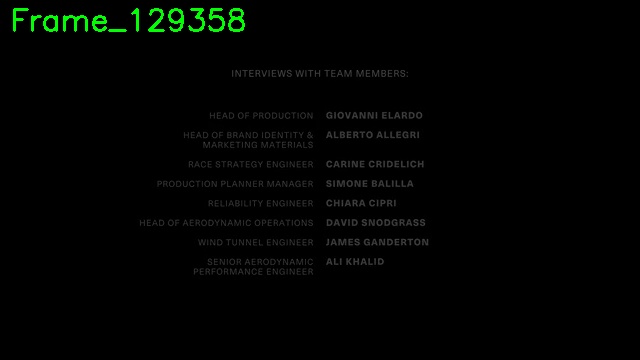 Frame_129358
INTERVIEWS WITH TEAM MEMBERS:
HEAD OF PRODUCTION GIOVANNI ELARDO
HEAD OF BRAND IDENTITY & ALBERTO ALLEGRI
MARKETING MATERIALS
RACE STRATEGY ENGINEER CARINE CRIDELICH
PRODUCTION PLANNER MANAGER SIMONE BALILLA
RELIABILITY ENGINEER CHIARA CIPRI
HEAD OF AERODYNAMIC OPERATIONS DAVID SNODGRASS
WIND TUNNEL ENGINEER JAMES GANDERTON
SENIOR AERODYNAMIC ALI KHALID
PERFORMANCE ENGINEER